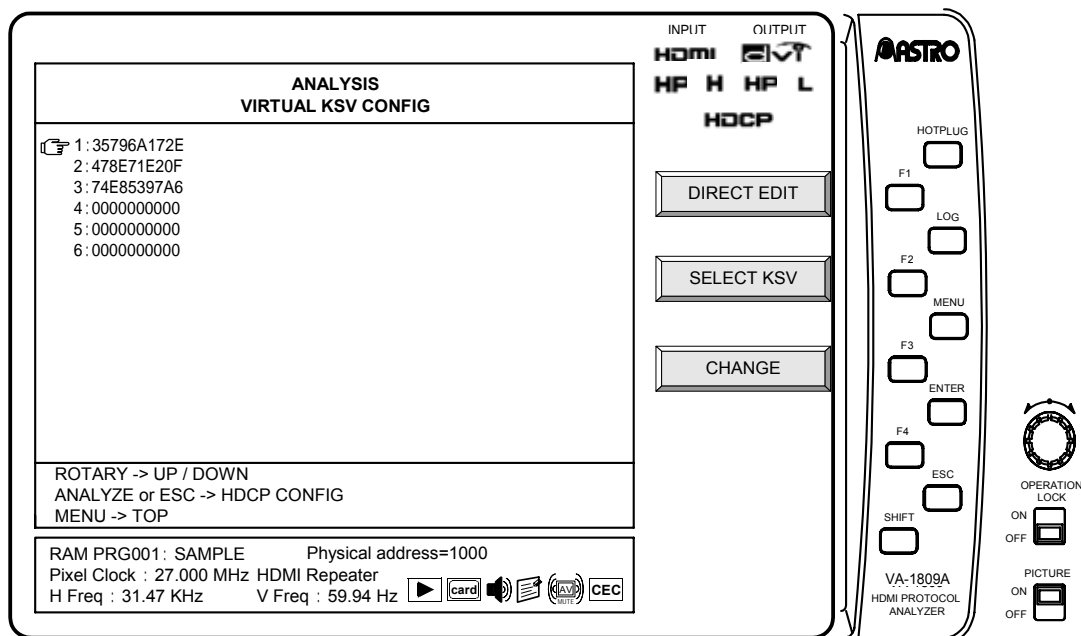 ANALYSIS
VIRTUAL KSV CONFIG
1:35796A172E
2:478E71E20F
3:74E85397A6
4:0000000000
5:0000000000
6:0000000000
ROTARY -> UP / DOWN
ANALYZE or ESC -> HDCP CONFIG
MENU -> TOP
RAM PRG001: SAMPLE Physical address=1000
Pixel Clock : 27.000 MHz HDMI Repeater
H Freq : 31.47 KHz V Freq : 59.94 Hz
card
AV
MUTE
CEC
INPUT OUTPUT
HDMI
HP H HP L
HDCP
DIRECT EDIT
SELECT KSV
CHANGE
ASTRO
HOTPLUG
F1
LOG
F2
MENU
F3
ENTER
F4
ESC
SHIFT
VA-1809A
HDMI PROTOCOL
ANALYZER
OPERATION
LOCK
ON
OFF
PICTURE
ON
OFF